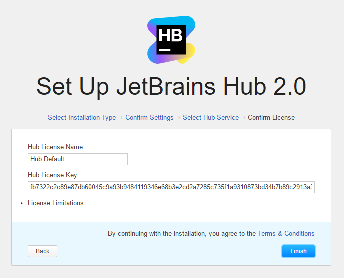 HB
Set Up JetBrains Hub 2.0
Select Installation Type Confirm Settings Select Hub Service Confirm License
Hub License Name
Hub Default
Hub License Key
License Limitations
By continuing with the installation, you agree to the Terms & Conditions
Back
Finish